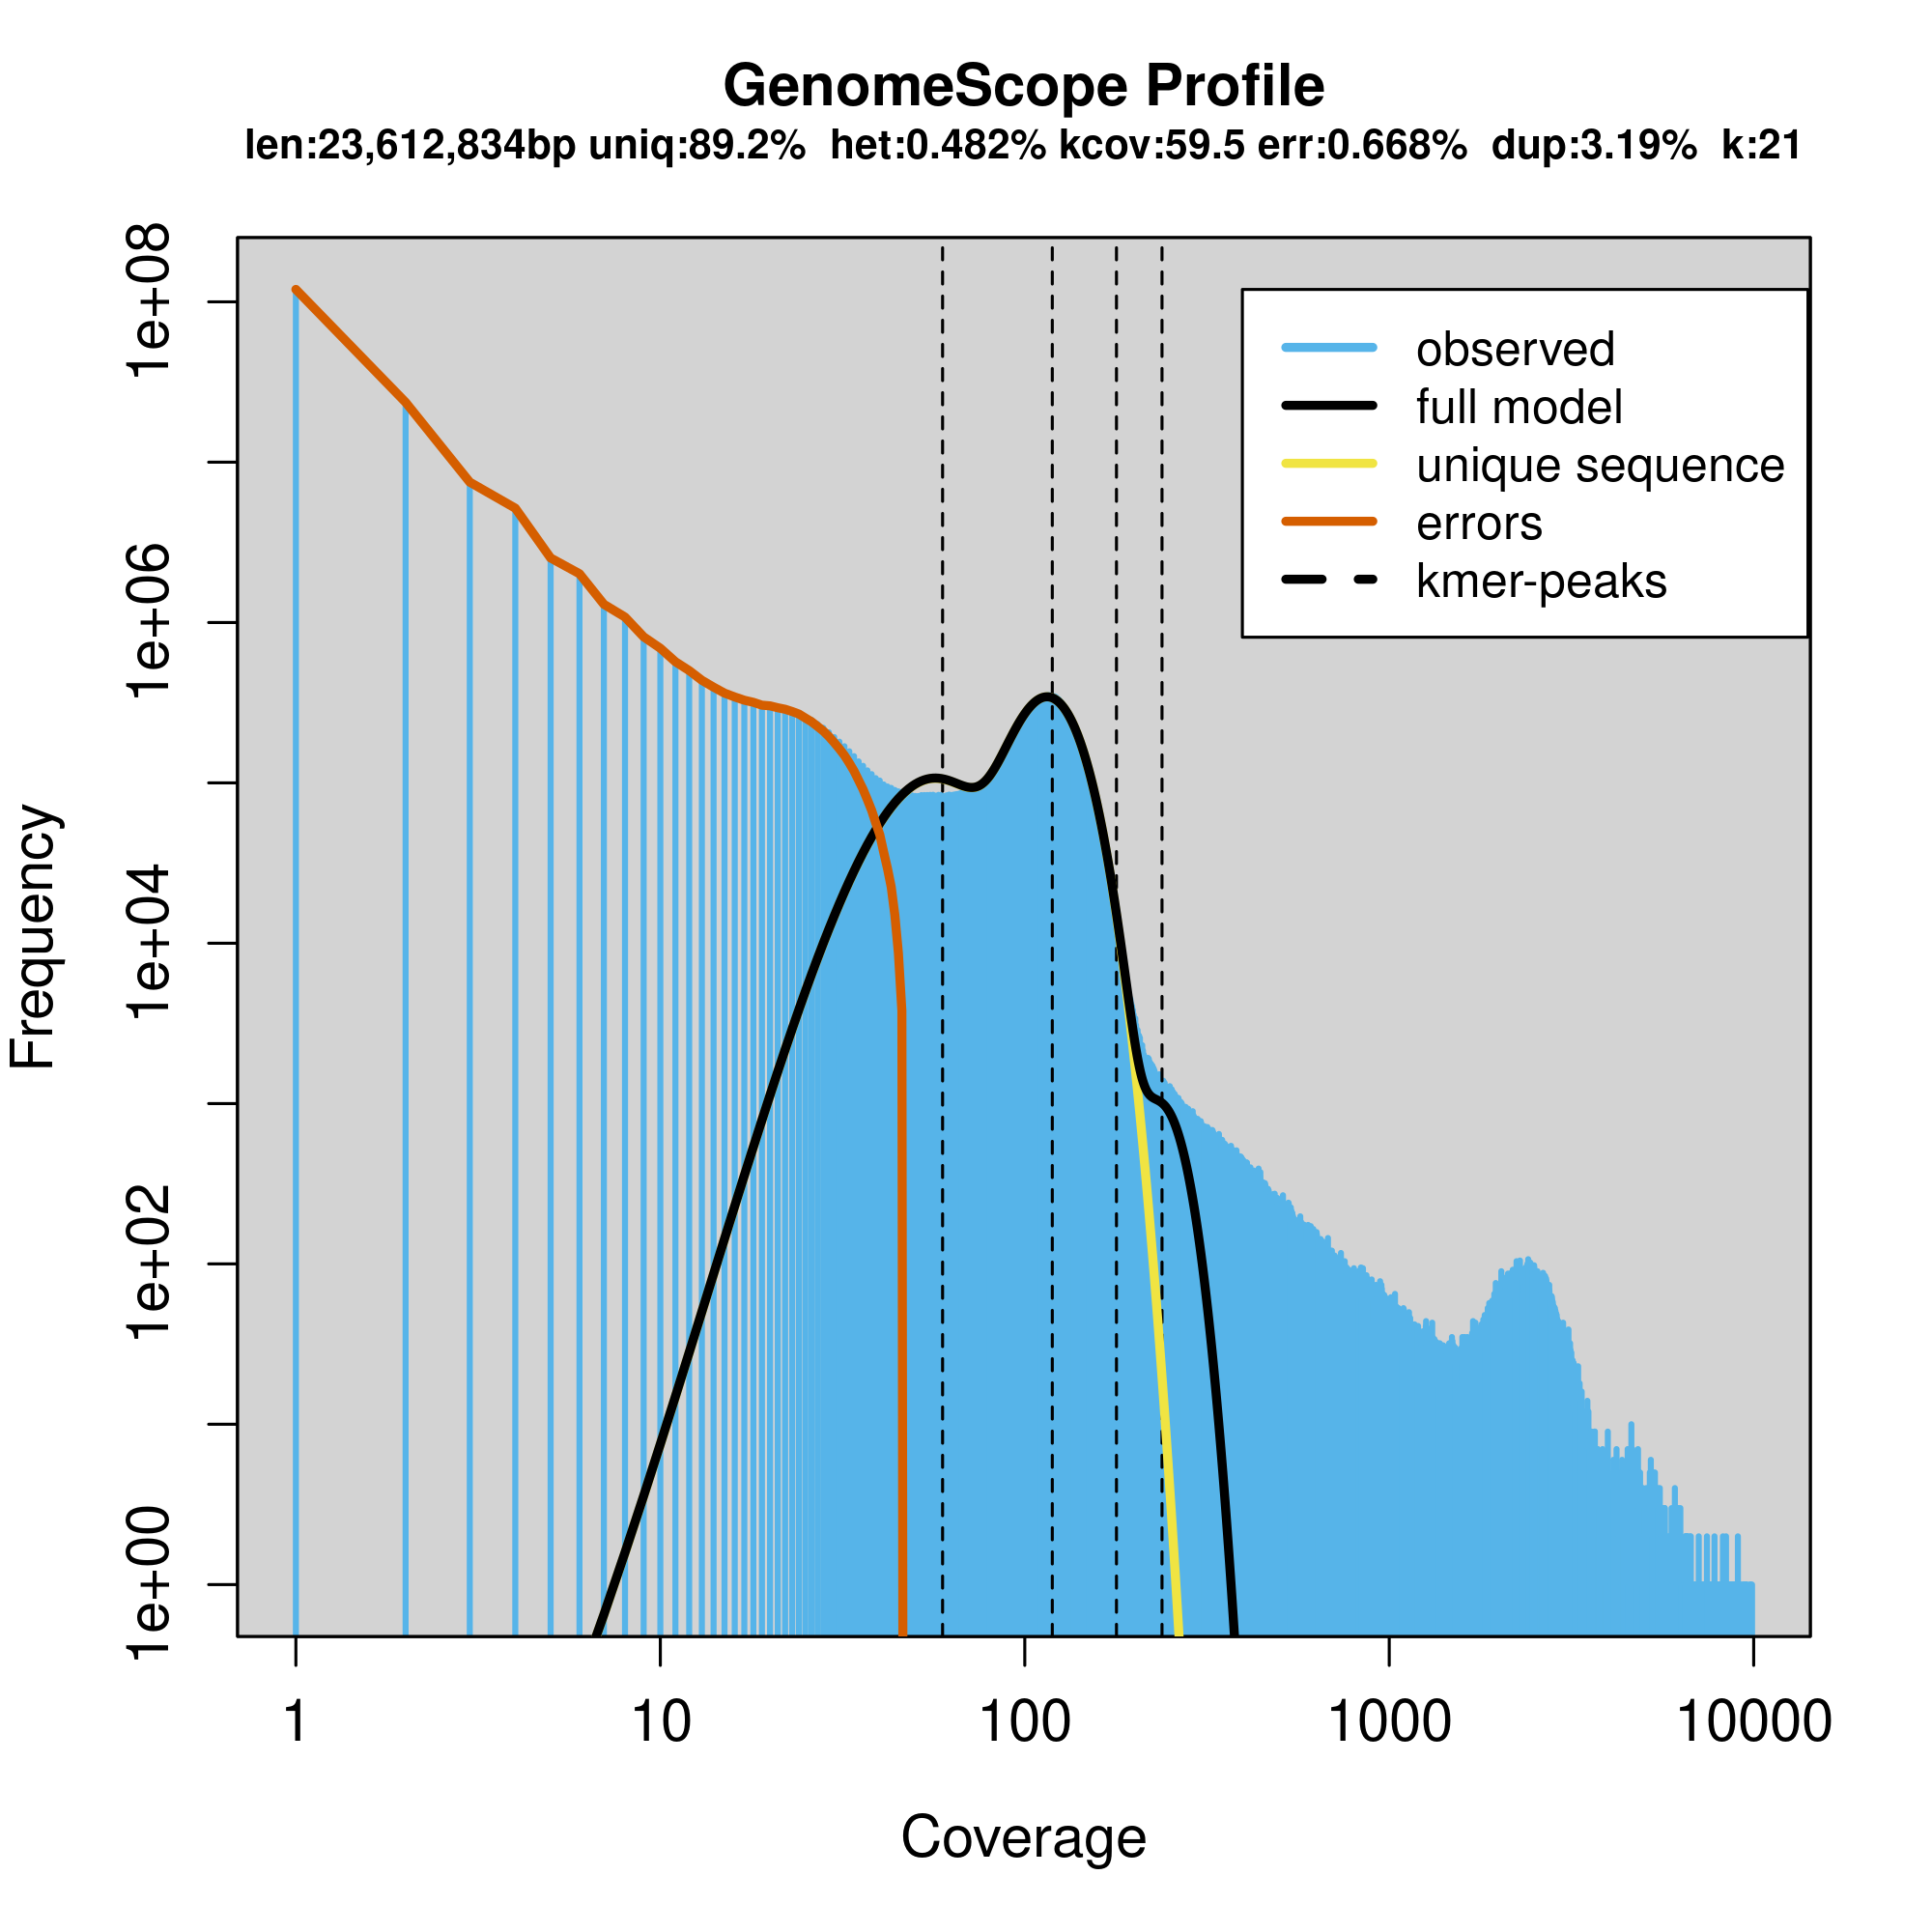 GenomeScope Profile
len:23,612,834bp uniq:89.2% het:0.482% kcov:59.5 err:0.668% dup:3.19% k:21
1e+08
1e+06
1e+04
1e+02
1e+00
Frequency
observed
full model
unique sequence
errors
kmer-peaks
1 10 100 1000 10000
Coverage